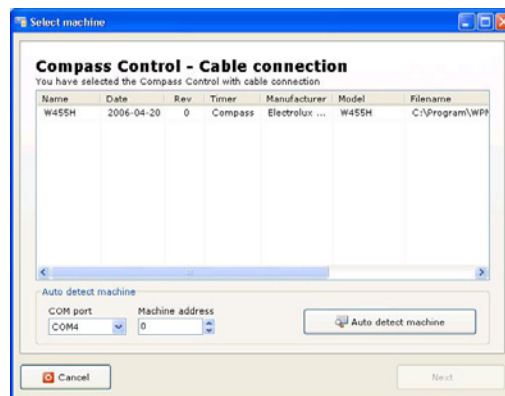 Select machine
Compass Control - Cable connection
You have selected the Compass Control with cable connection
Name Date Rev Timer Manufacturer Model Filename
W455H 2006-04-20 0 Compass Electrolux ... W455H C:\Program\WPM
Auto detect machine
COM port Machine address
COM4 0 Auto detect machine
Cancel Next